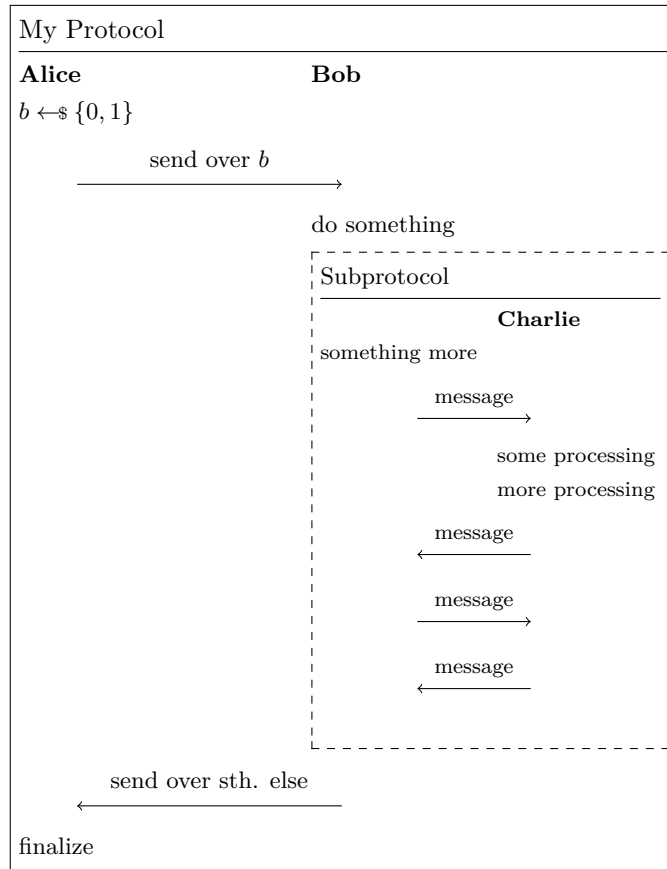 My Protocol
Alice Bob
b ←$ {0, 1}
send over b
do something
Subprotocol
Charlie
something more
message
some processing
more processing
message
message
message
send over sth. else
finalize